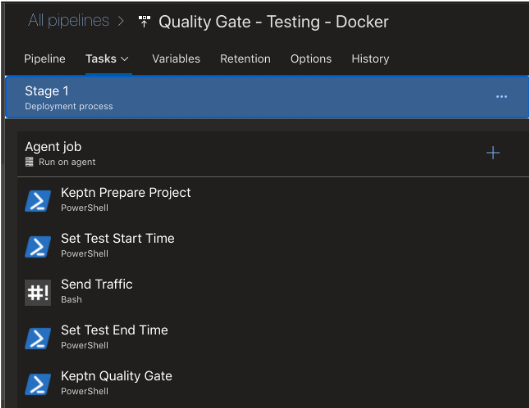 All pipelines > Quality Gate - Testing - Docker
Pipeline Tasks Variables Retention Options History
Stage 1
Deployment process
Agent job
Run on agent
Keptn Prepare Project
PowerShell
Set Test Start Time
PowerShell
#!
Send Traffic
Bash
Set Test End Time
PowerShell
Keptn Quality Gate
PowerShell